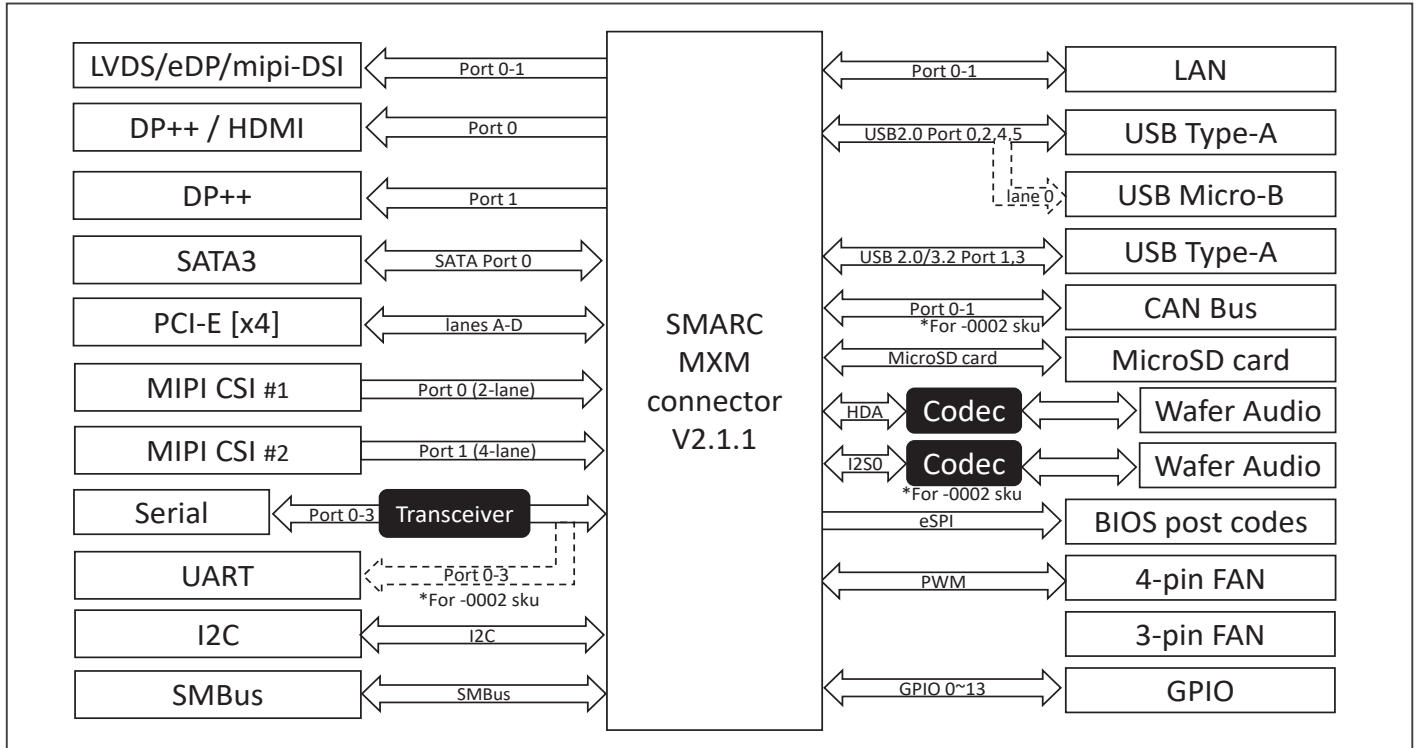 LVDS/eDP/mipi-DSI
Port 0-1
DP++ / HDMI
Port 0
DP++
Port 1
SATA3
SATA Port 0
PCI-E [x4]
lanes A-D
MIPI CSI #1
Port 0 (2-lane)
MIPI CSI #2
Port 1 (4-lane)
Serial
Port 0-3
Transceiver
UART
Port 0-3
*For -0002 sku
I2C
I2C
SMBus
SMBus
SMARC
MXM
connector
V2.1.1
Port 0-1
LAN
USB2.0 Port 0,2,4,5
USB Type-A
lane 0
USB Micro-B
USB 2.0/3.2 Port 1,3
USB Type-A
Port 0-1
*For -0002 sku
CAN Bus
MicroSD card
MicroSD card
HDA
Codec
Wafer Audio
I2S0
Codec
*For -0002 sku
Wafer Audio
eSPI
BIOS post codes
PWM
4-pin FAN
3-pin FAN
GPIO 0~13
GPIO